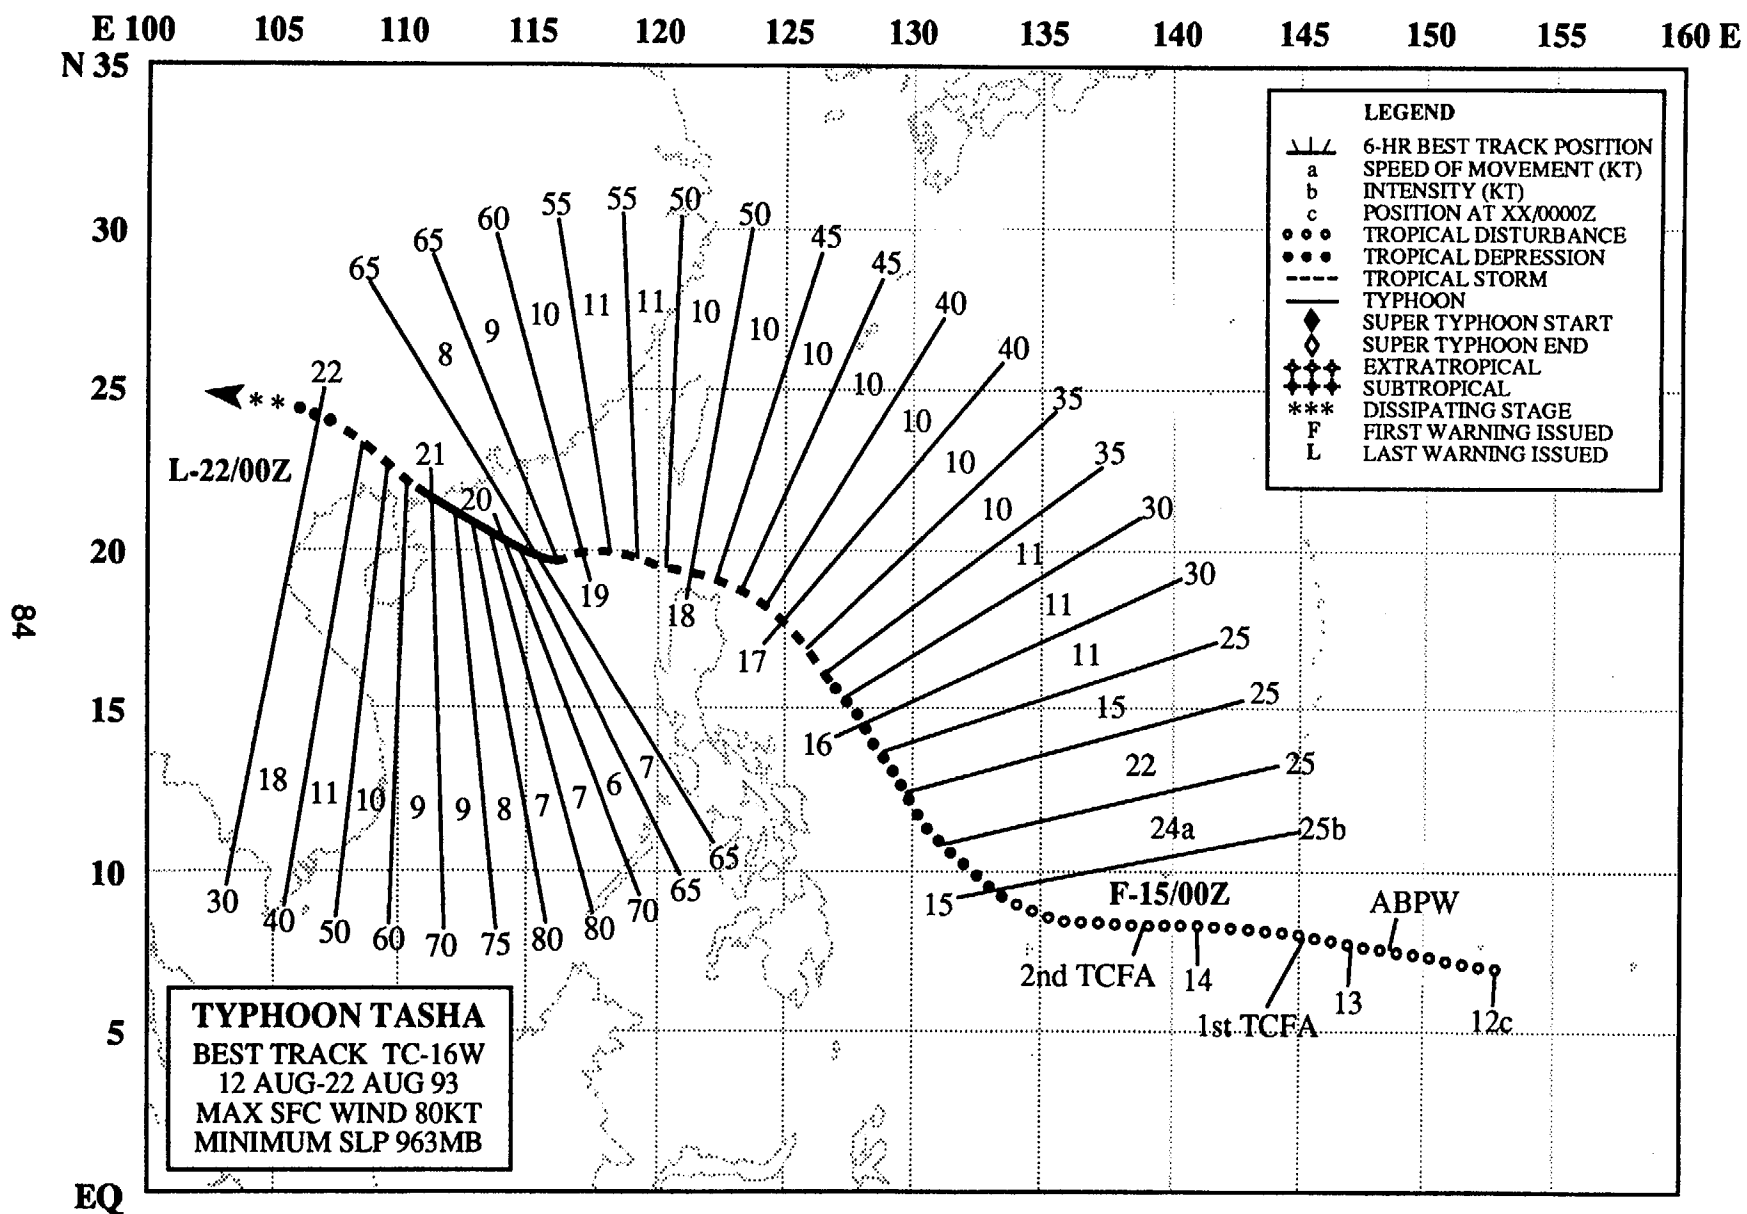 E 100 105 110 115 120 125 130 135 140 145 150 155 160 E
N 35
30
25
20
15
10
5
EQ
84
LEGEND
6-HR BEST TRACK POSITION
a SPEED OF MOVEMENT (KT)
b INTENSITY (KT)
c POSITION AT XX/0000Z
TROPICAL DISTURBANCE
TROPICAL DEPRESSION
TROPICAL STORM
TYPHOON
SUPER TYPHOON START
SUPER TYPHOON END
EXTRATROPICAL
SUBTROPICAL
*** DISSIPATING STAGE
F FIRST WARNING ISSUED
L LAST WARNING ISSUED
65 65 60 55 55 50 50 45 45 40 40 35 35 30 30 25 25 25 25b
8 9 10 11 11 10 10 10 10 10 10 10 11 11 11 15 22 24a
**
22
L-22/00Z
21
20
19
18
17
16
15
18 11 10 9 9 8 7 7 6 7
30 40 50 60 70 75 80 80 70 65 65
F-15/00Z
ABPW
2nd TCFA
14
1st TCFA
13
12c
TYPHOON TASHA
BEST TRACK TC-16W
12 AUG-22 AUG 93
MAX SFC WIND 80KT
MINIMUM SLP 963MB